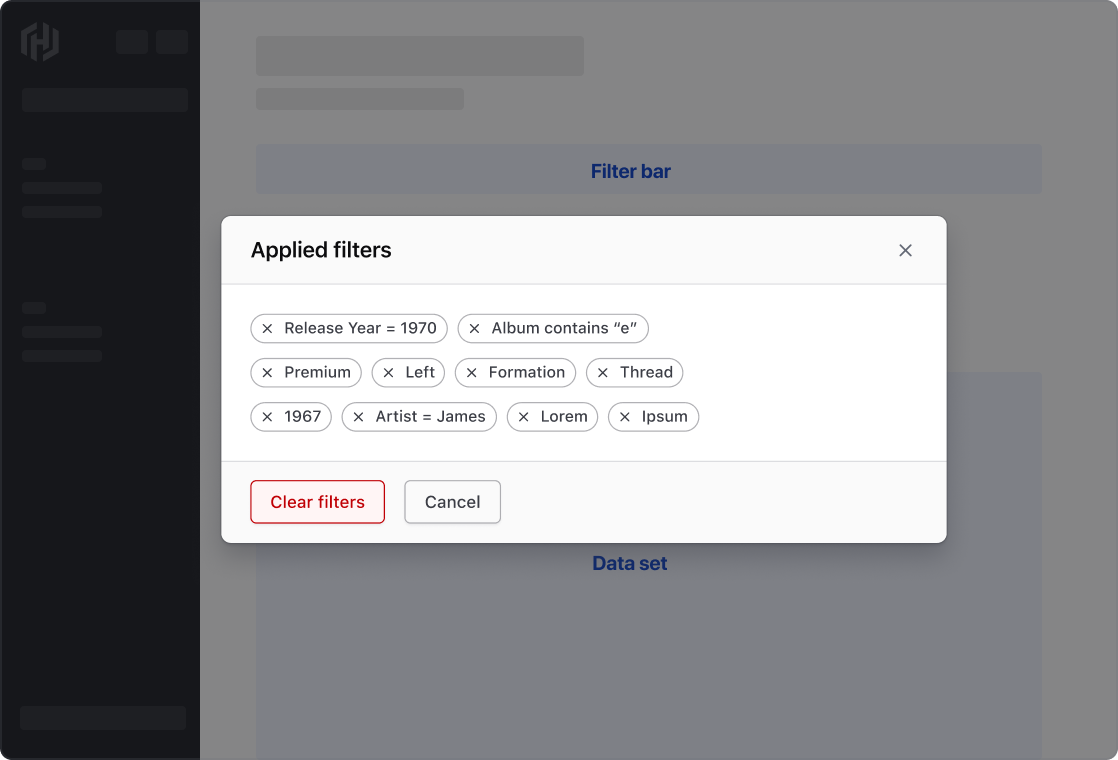 Filter bar
Applied filters
Release Year = 1970 Album contains “e”
Premium Left Formation Thread
1967 Artist = James Lorem Ipsum
Clear filters Cancel
Data set